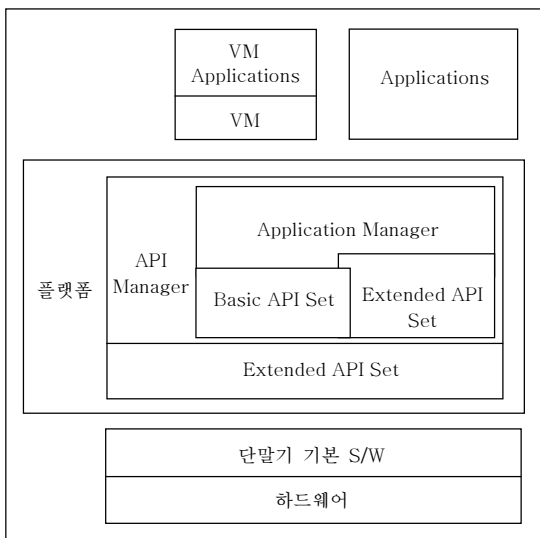 VM
Applications
VM
Applications
플랫폼
API
Manager
Application Manager
Basic API Set
Extended API
Set
Extended API Set
단말기 기본 S/W
하드웨어